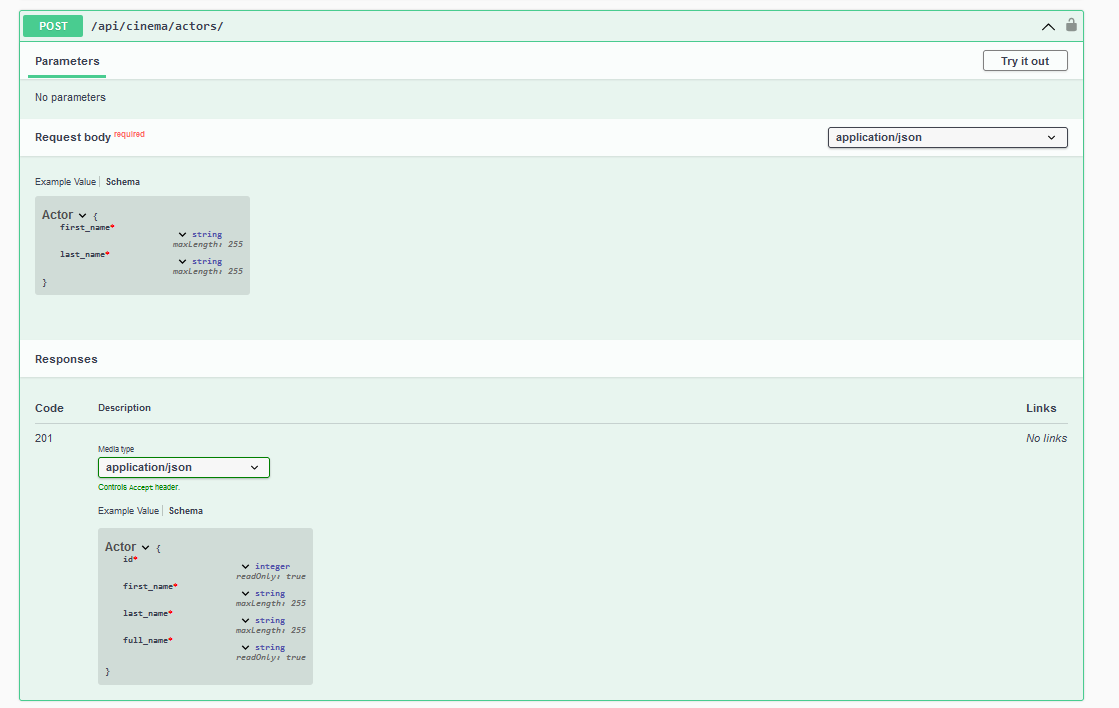 POST /api/cinema/actors/
Parameters Try it out
No parameters
Request body required application/json
Example Value Schema
Actor {
first_name*
string
maxLength: 255
last_name*
string
maxLength: 255
}
Responses
Code Description Links
201 No links
Media type
application/json
Controls Accept header.
Example Value Schema
Actor {
id*
integer
readOnly: true
first_name*
string
maxLength: 255
last_name*
string
maxLength: 255
full_name*
string
readOnly: true
}